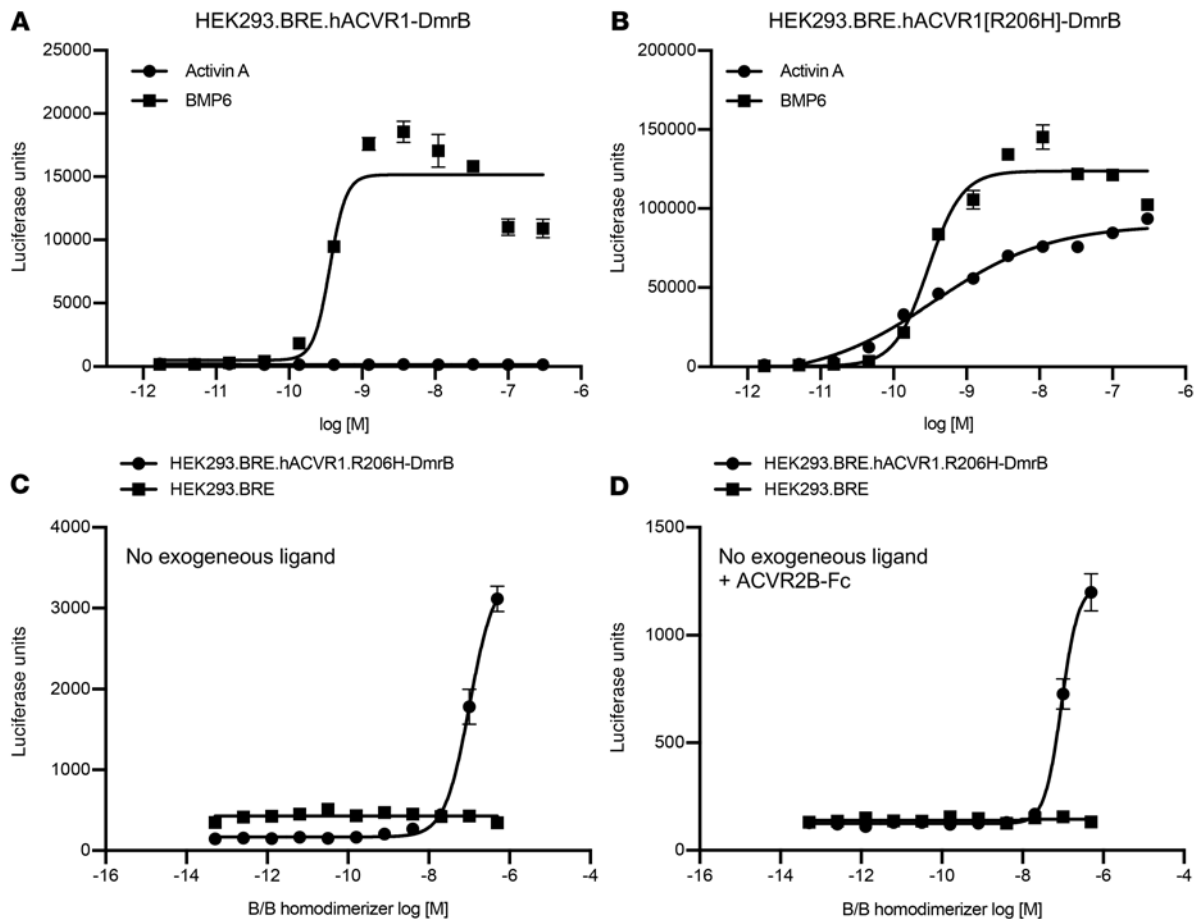 A
HEK293.BRE.hACVR1-DmrB
25000
20000
15000
10000
5000
0
Luciferase units
Activin A
BMP6
-12
-11
-10
-9
-8
-7
-6
log [M]
B
HEK293.BRE.hACVR1[R206H]-DmrB
200000
150000
100000
50000
0
Luciferase units
Activin A
BMP6
-12
-11
-10
-9
-8
-7
-6
log [M]
C
HEK293.BRE.hACVR1.R206H-DmrB
HEK293.BRE
4000
3000
2000
1000
0
Luciferase units
No exogeneous ligand
-16
-14
-12
-10
-8
-6
-4
B/B homodimerizer log [M]
D
HEK293.BRE.hACVR1.R206H-DmrB
HEK293.BRE
1500
1000
500
0
Luciferase units
No exogeneous ligand
+ ACVR2B-Fc
-16
-14
-12
-10
-8
-6
-4
B/B homodimerizer log [M]